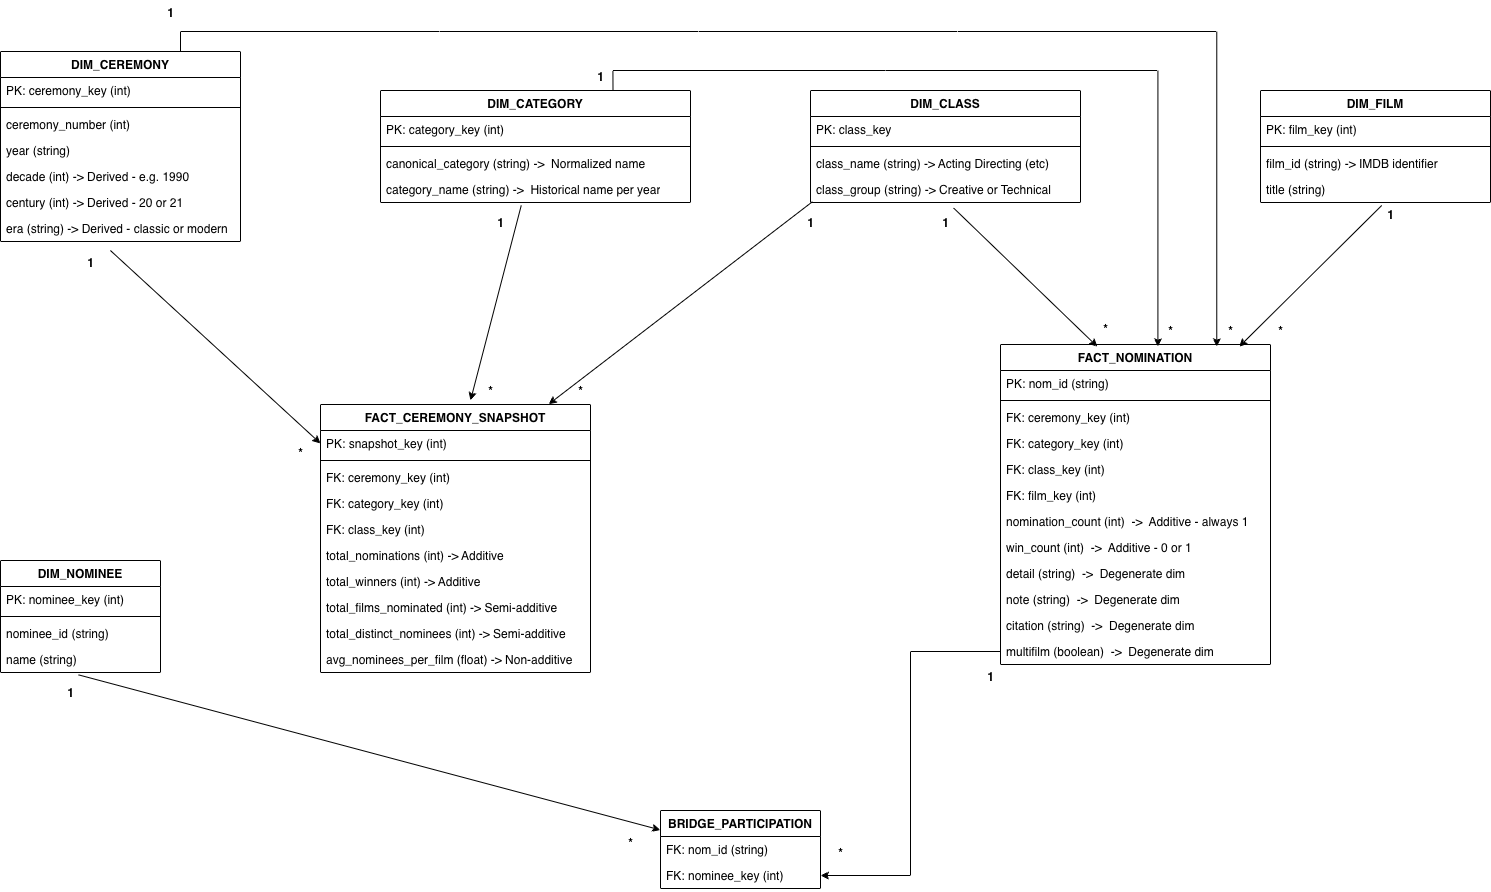 1
DIM_CEREMONY
PK: ceremony_key (int)
ceremony_number (int)
year (string)
decade (int) -> Derived - e.g. 1990
century (int) -> Derived - 20 or 21
era (string) -> Derived - classic or modern
1
1
DIM_CATEGORY
PK: category_key (int)
canonical_category (string) -> Normalized name
category_name (string) -> Historical name per year
1
DIM_CLASS
PK: class_key
class_name (string) -> Acting Directing (etc)
class_group (string) -> Creative or Technical
1
1
DIM_FILM
PK: film_key (int)
film_id (string) -> IMDB identifier
title (string)
1
*
*
*
*
*
*
*
FACT_CEREMONY_SNAPSHOT
PK: snapshot_key (int)
FK: ceremony_key (int)
FK: category_key (int)
FK: class_key (int)
total_nominations (int) -> Additive
total_winners (int) -> Additive
total_films_nominated (int) -> Semi-additive
total_distinct_nominees (int) -> Semi-additive
avg_nominees_per_film (float) -> Non-additive
FACT_NOMINATION
PK: nom_id (string)
FK: ceremony_key (int)
FK: category_key (int)
FK: class_key (int)
FK: film_key (int)
nomination_count (int) -> Additive - always 1
win_count (int) -> Additive - 0 or 1
detail (string) -> Degenerate dim
note (string) -> Degenerate dim
citation (string) -> Degenerate dim
multifilm (boolean) -> Degenerate dim
1
DIM_NOMINEE
PK: nominee_key (int)
nominee_id (string)
name (string)
1
*
*
BRIDGE_PARTICIPATION
FK: nom_id (string)
FK: nominee_key (int)